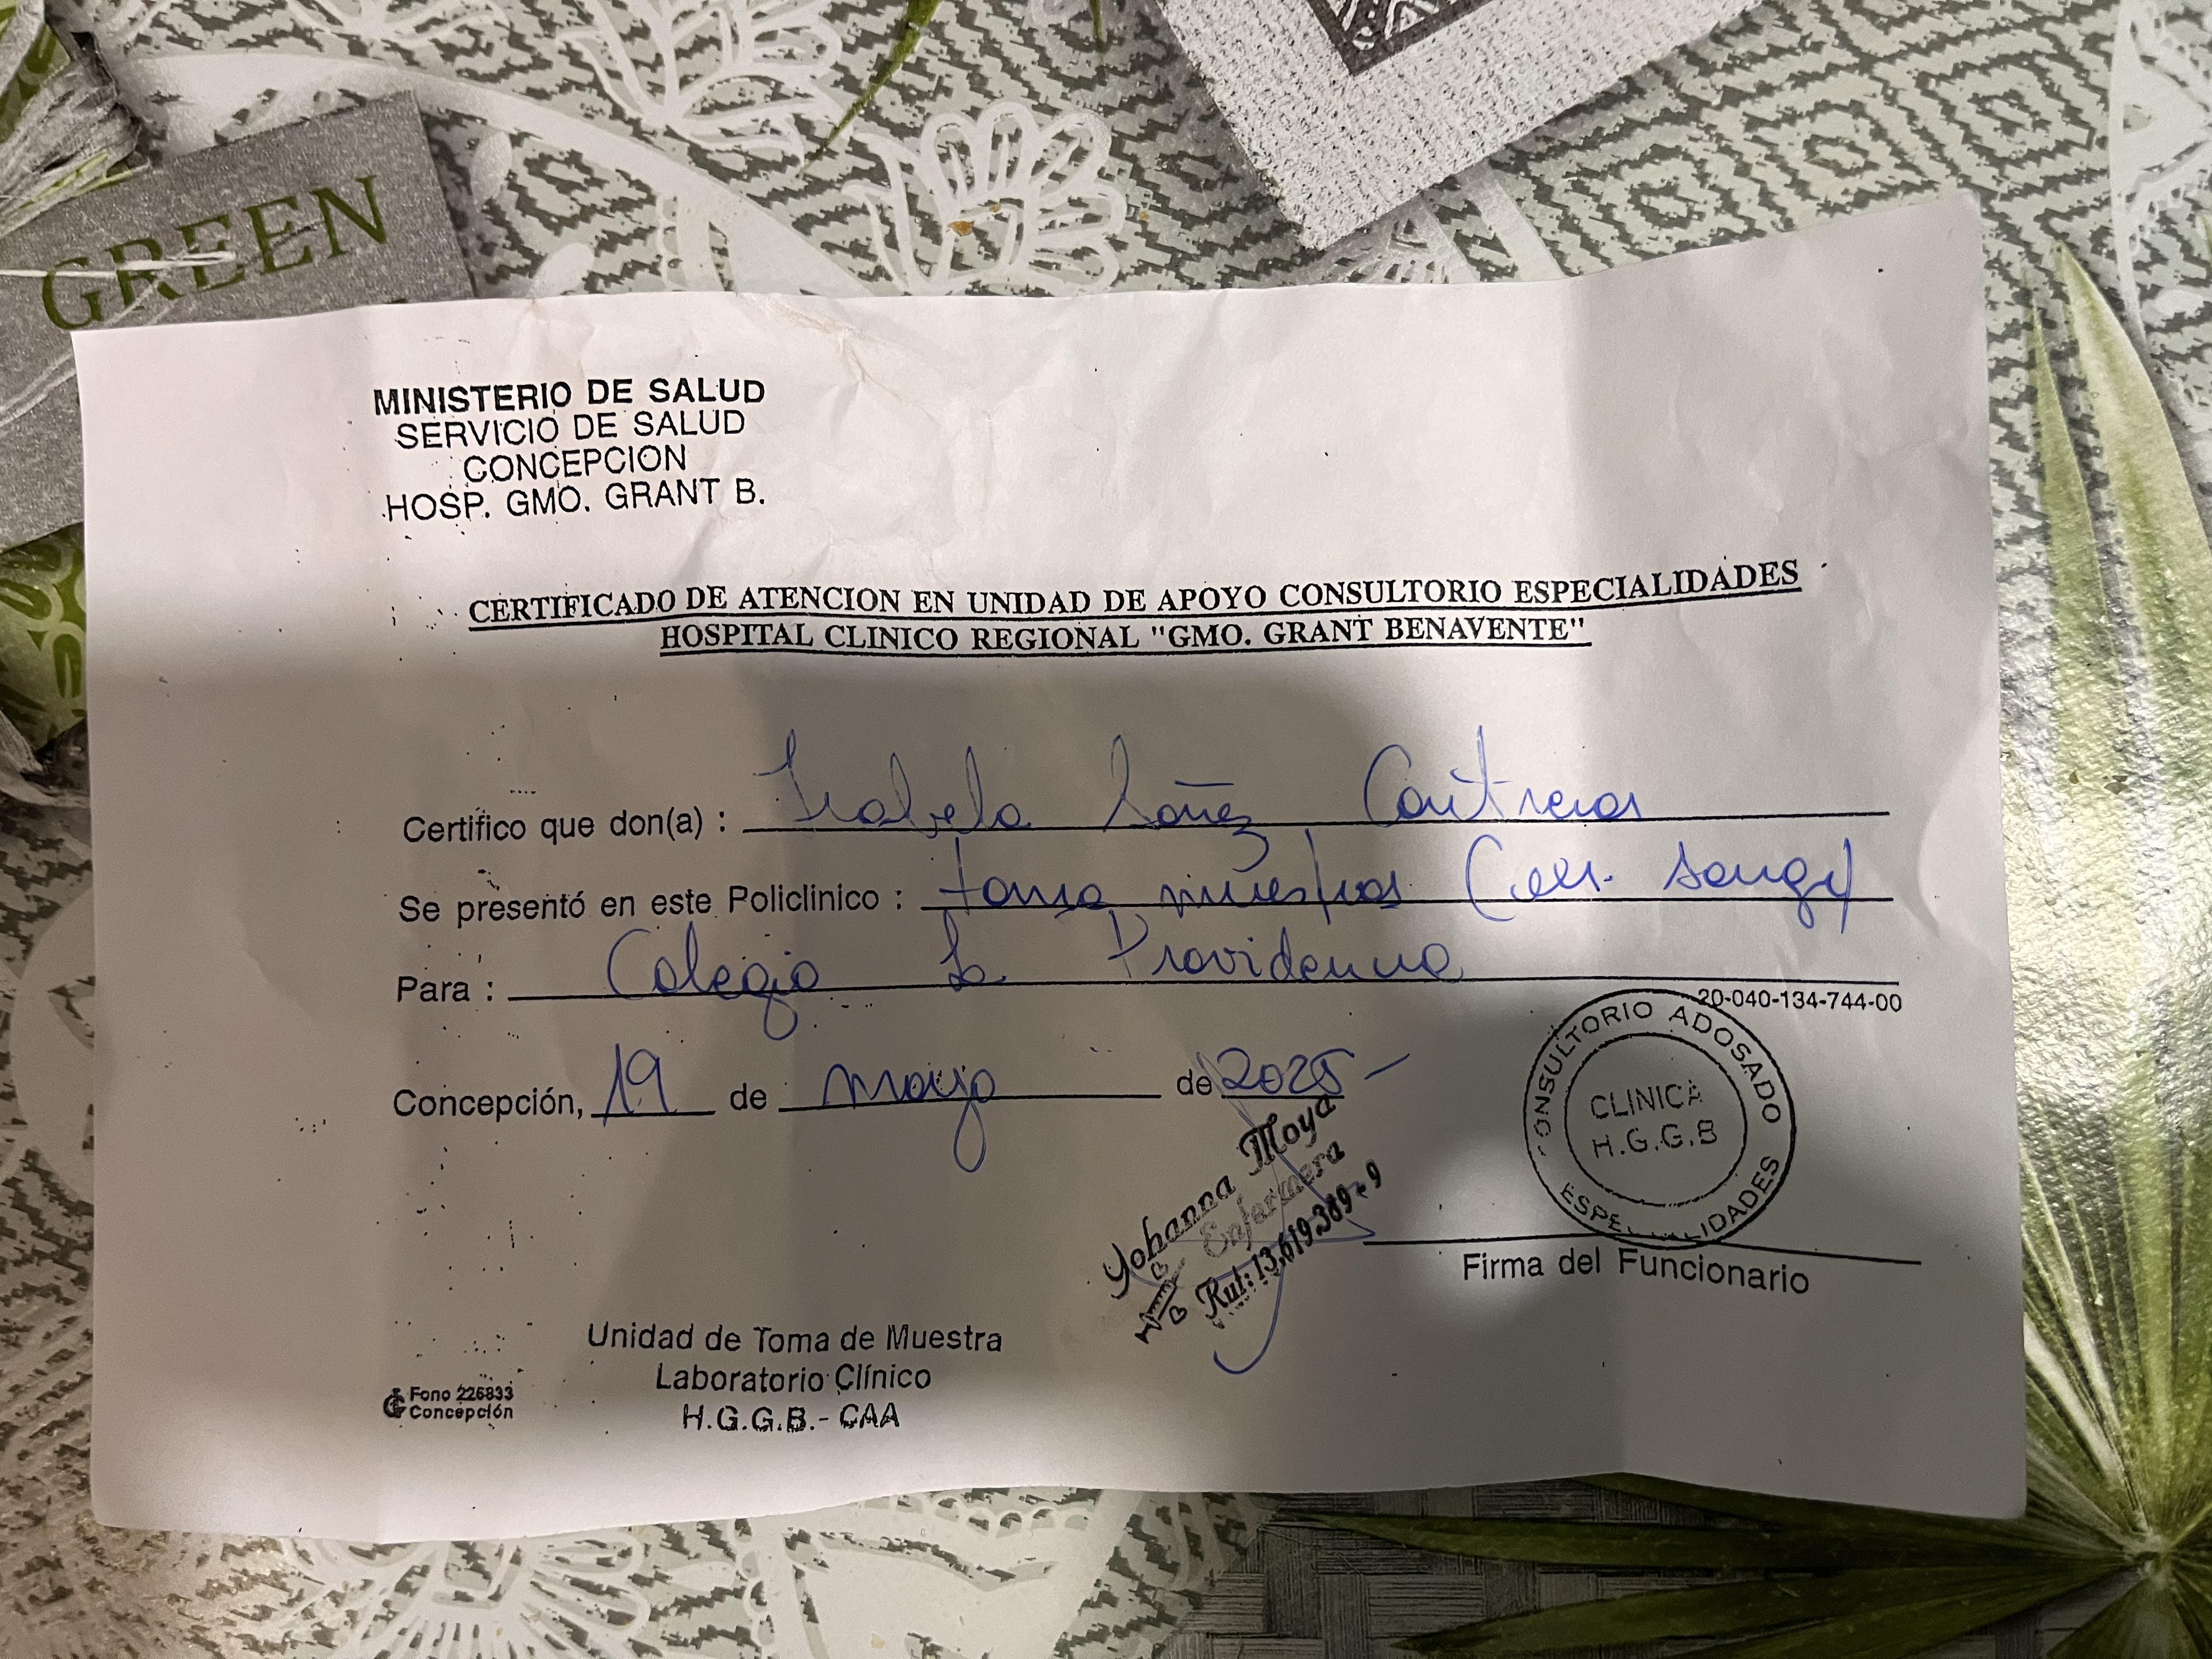 GREEN
MINISTERIO DE SALUD
SERVICIO DE SALUD
CONCEPCION
HOSP. GMO. GRANT B.
CERTIFICADO DE ATENCION EN UNIDAD DE APOYO CONSULTORIO ESPECIALIDADES
HOSPITAL CLINICO REGIONAL "GMO. GRANT BENAVENTE"
Certifico que don(a) : Isabela Contreras
Se presentó en este Policlinico : toma muestras (ex. sangre)
Para : Colegio La Providencia
20-040-134-744-00
Concepción, 19 de mayo de 2025-
CONSULTORIO ADOSADO
CLINICA
H.G.G.B
ESPECIALIDADES
Yohanna Moya
Enfermera
Rut: 13.619.389-9
Firma del Funcionario
Unidad de Toma de Muestra
Laboratorio Clínico
H.G.G.B.- CAA
Fono 226833
Concepción